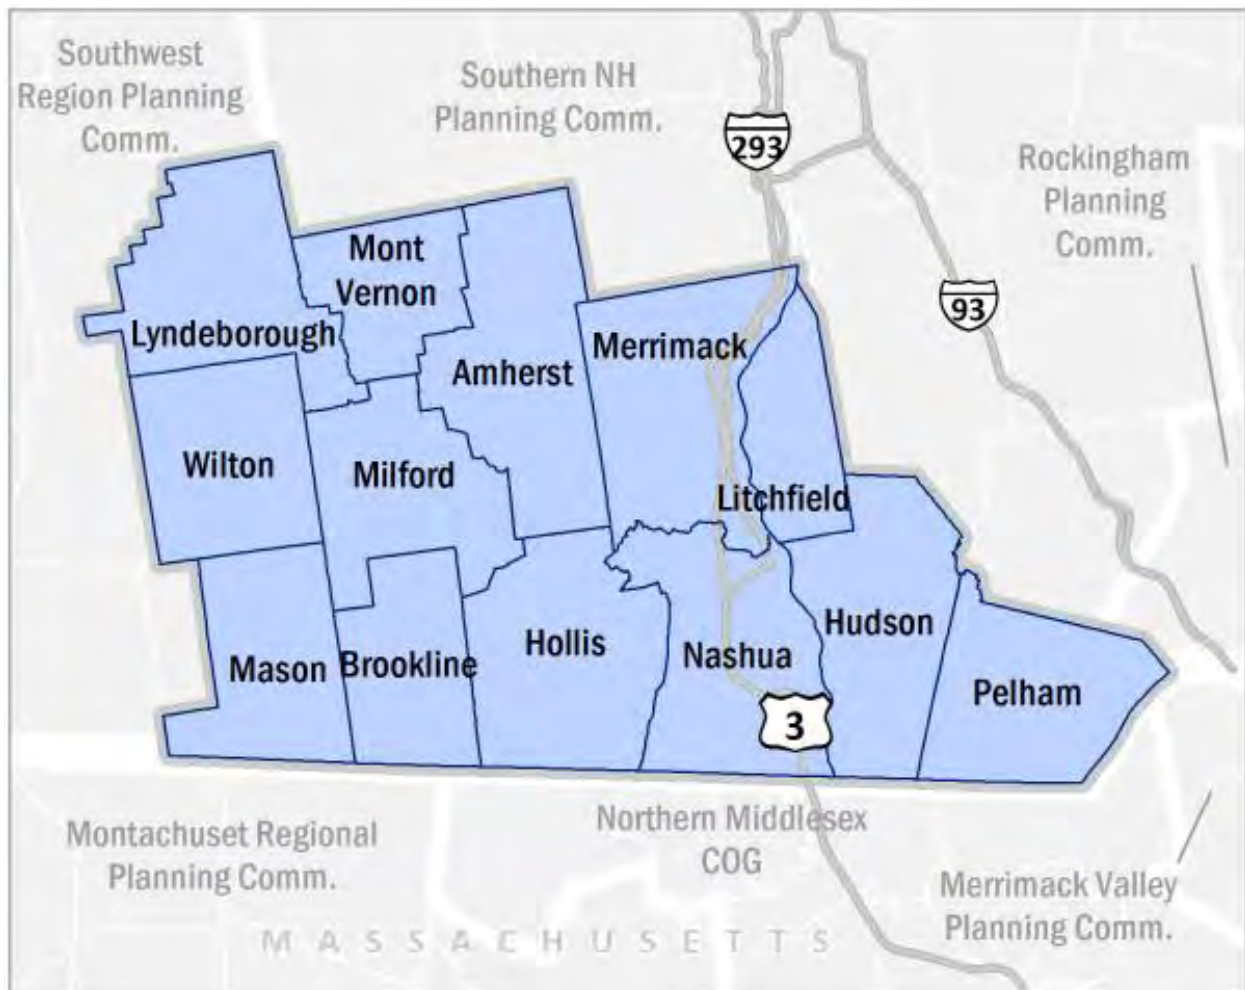 Southwest
Region Planning
Comm.
Southern NH
Planning Comm.
293
Rockingham
Planning
Comm.
93
Mont
Vernon
Lyndeborough
Amherst
Merrimack
Wilton
Milford
Litchfield
Mason
Brookline
Hollis
Nashua
Hudson
Pelham
3
Montachuset Regional
Planning Comm.
Northern Middlesex
COG
Merrimack Valley
Planning Comm.
MASSACHUSETTS